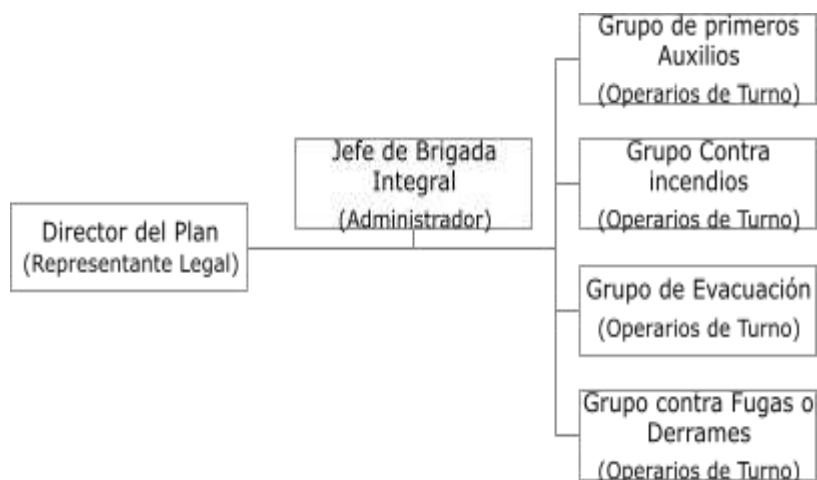 Director del Plan
(Representante Legal)
Jefe de Brigada
Integral
(Administrador)
Grupo de primeros
Auxilios
(Operarios de Turno)
Grupo Contra
incendios
(Operarios de Turno)
Grupo de Evacuación
(Operarios de Turno)
Grupo contra Fugas o
Derrames
(Operarios de Turno)